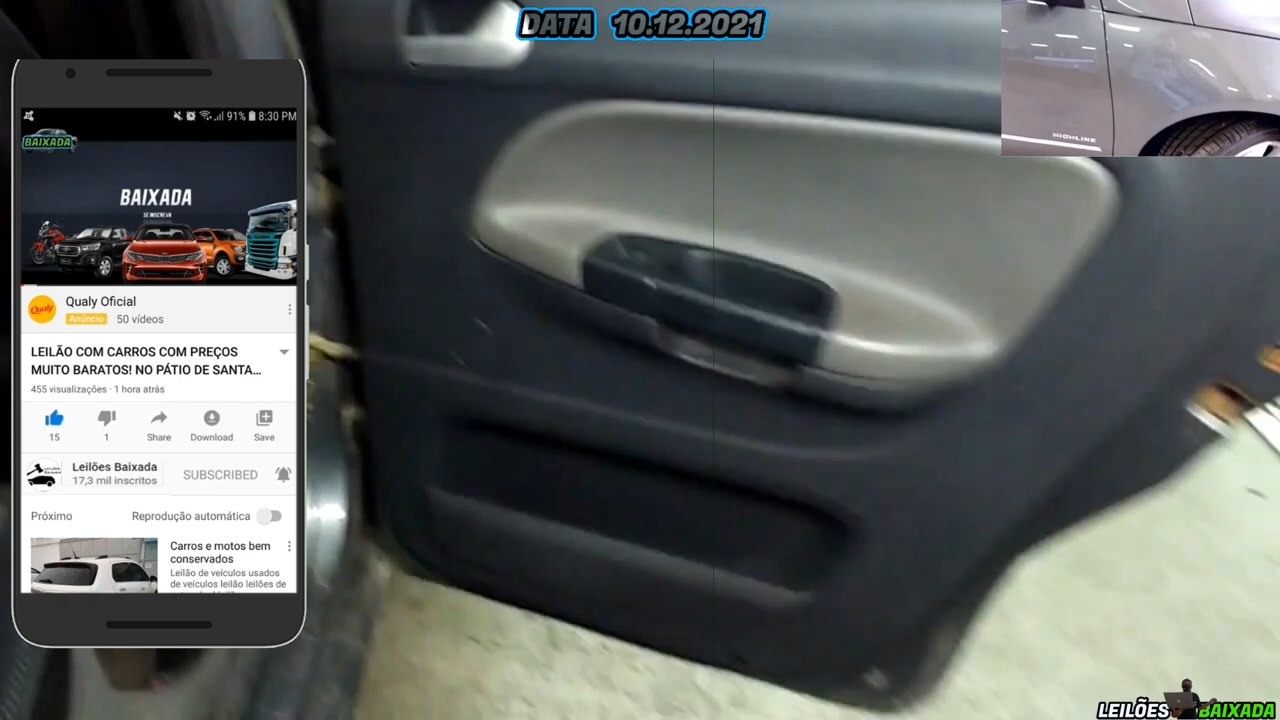 DATA 10.12.2021
91% 8:30 PM
BAIXADA
BAIXADA
SE INSCREVA
Qualy
Qualy Oficial
Anúncio 50 vídeos
LEILÃO COM CARROS COM PREÇOS
MUITO BARATOS! NO PÁTIO DE SANTA...
455 visualizações · 1 hora atrás
15 1 Share Download Save
Leilões Baixada
17,3 mil inscritos
SUBSCRIBED
Próximo Reprodução automática
Carros e motos bem
conservados
Leilão de veículos usados
de veículos leilão leilões de
HIGHLINE
LEILÕES BAIXADA